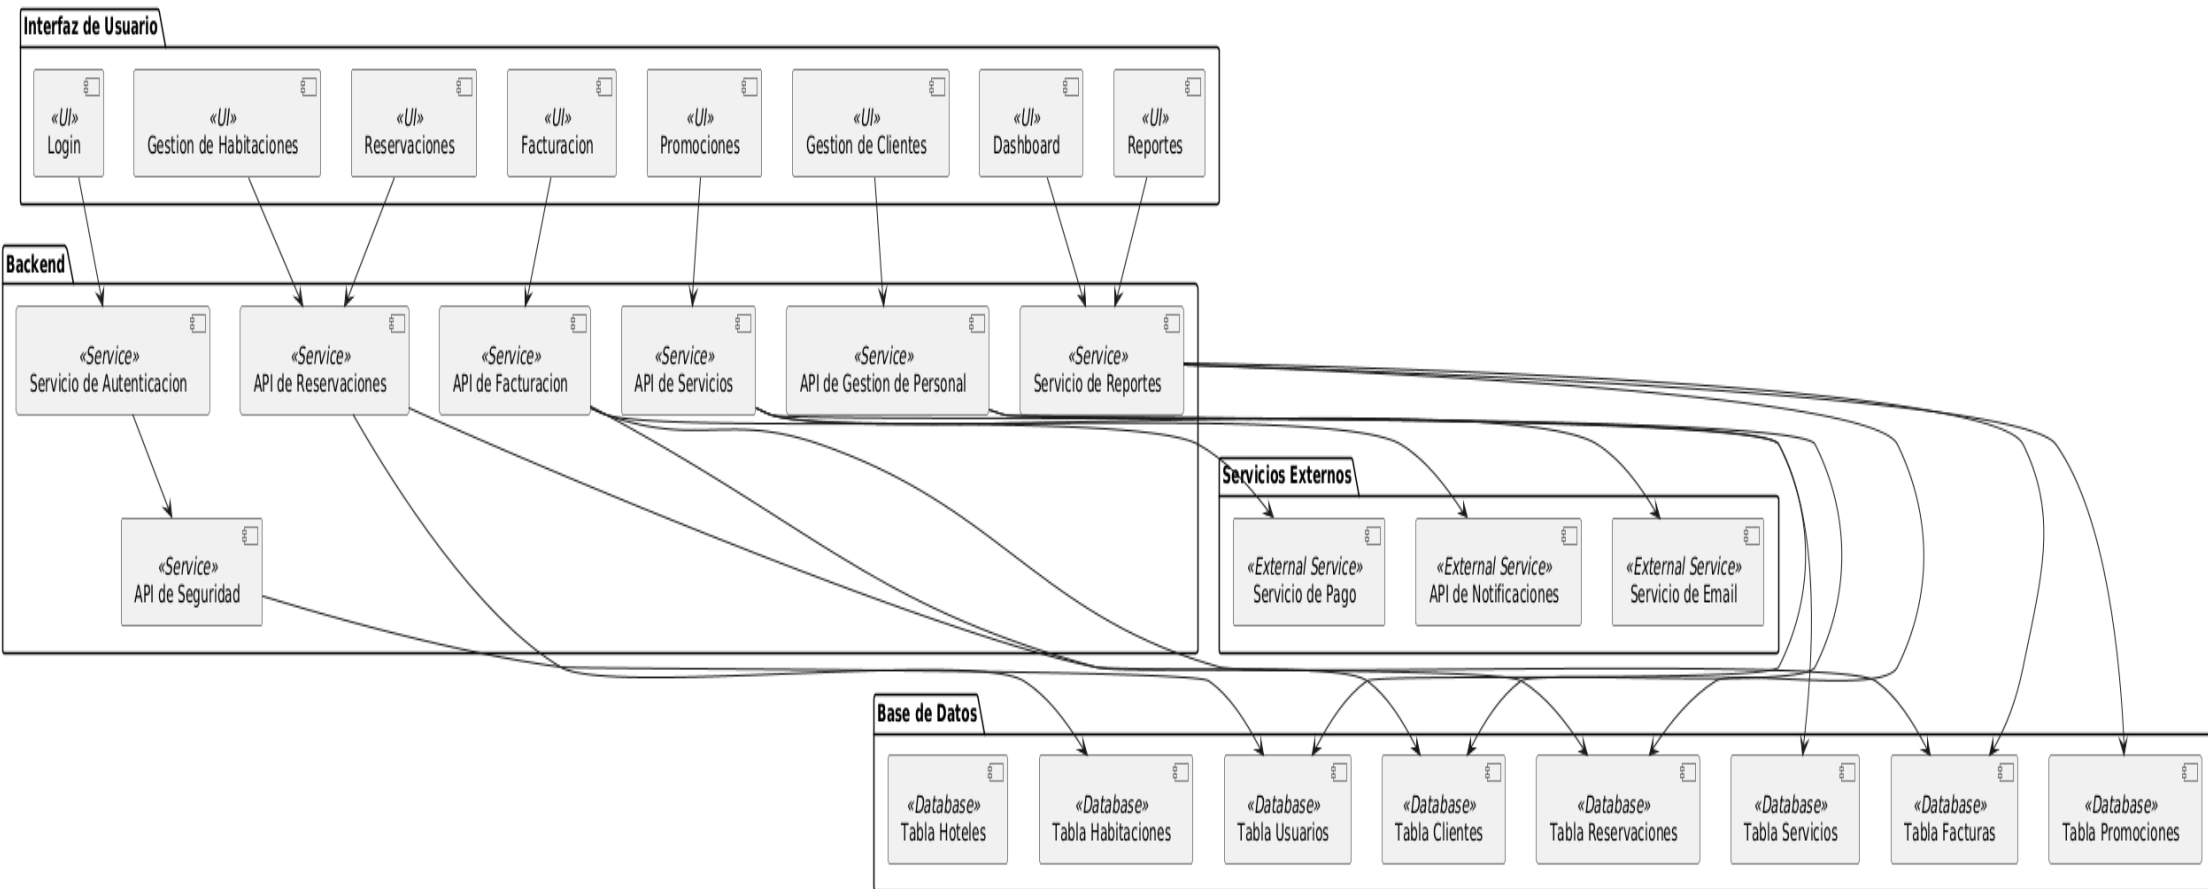 Interfaz de Usuario
«UI»
Login
«UI»
Gestion de Habitaciones
«UI»
Reservaciones
«UI»
Facturacion
«UI»
Promociones
«UI»
Gestion de Clientes
«UI»
Dashboard
«UI»
Reportes
Backend
«Service»
Servicio de Autenticacion
«Service»
API de Reservaciones
«Service»
API de Facturacion
«Service»
API de Servicios
«Service»
API de Gestion de Personal
«Service»
Servicio de Reportes
«Service»
API de Seguridad
Servicios Externos
«External Service»
Servicio de Pago
«External Service»
API de Notificaciones
«External Service»
Servicio de Email
Base de Datos
«Database»
Tabla Hoteles
«Database»
Tabla Habitaciones
«Database»
Tabla Usuarios
«Database»
Tabla Clientes
«Database»
Tabla Reservaciones
«Database»
Tabla Servicios
«Database»
Tabla Facturas
«Database»
Tabla Promociones